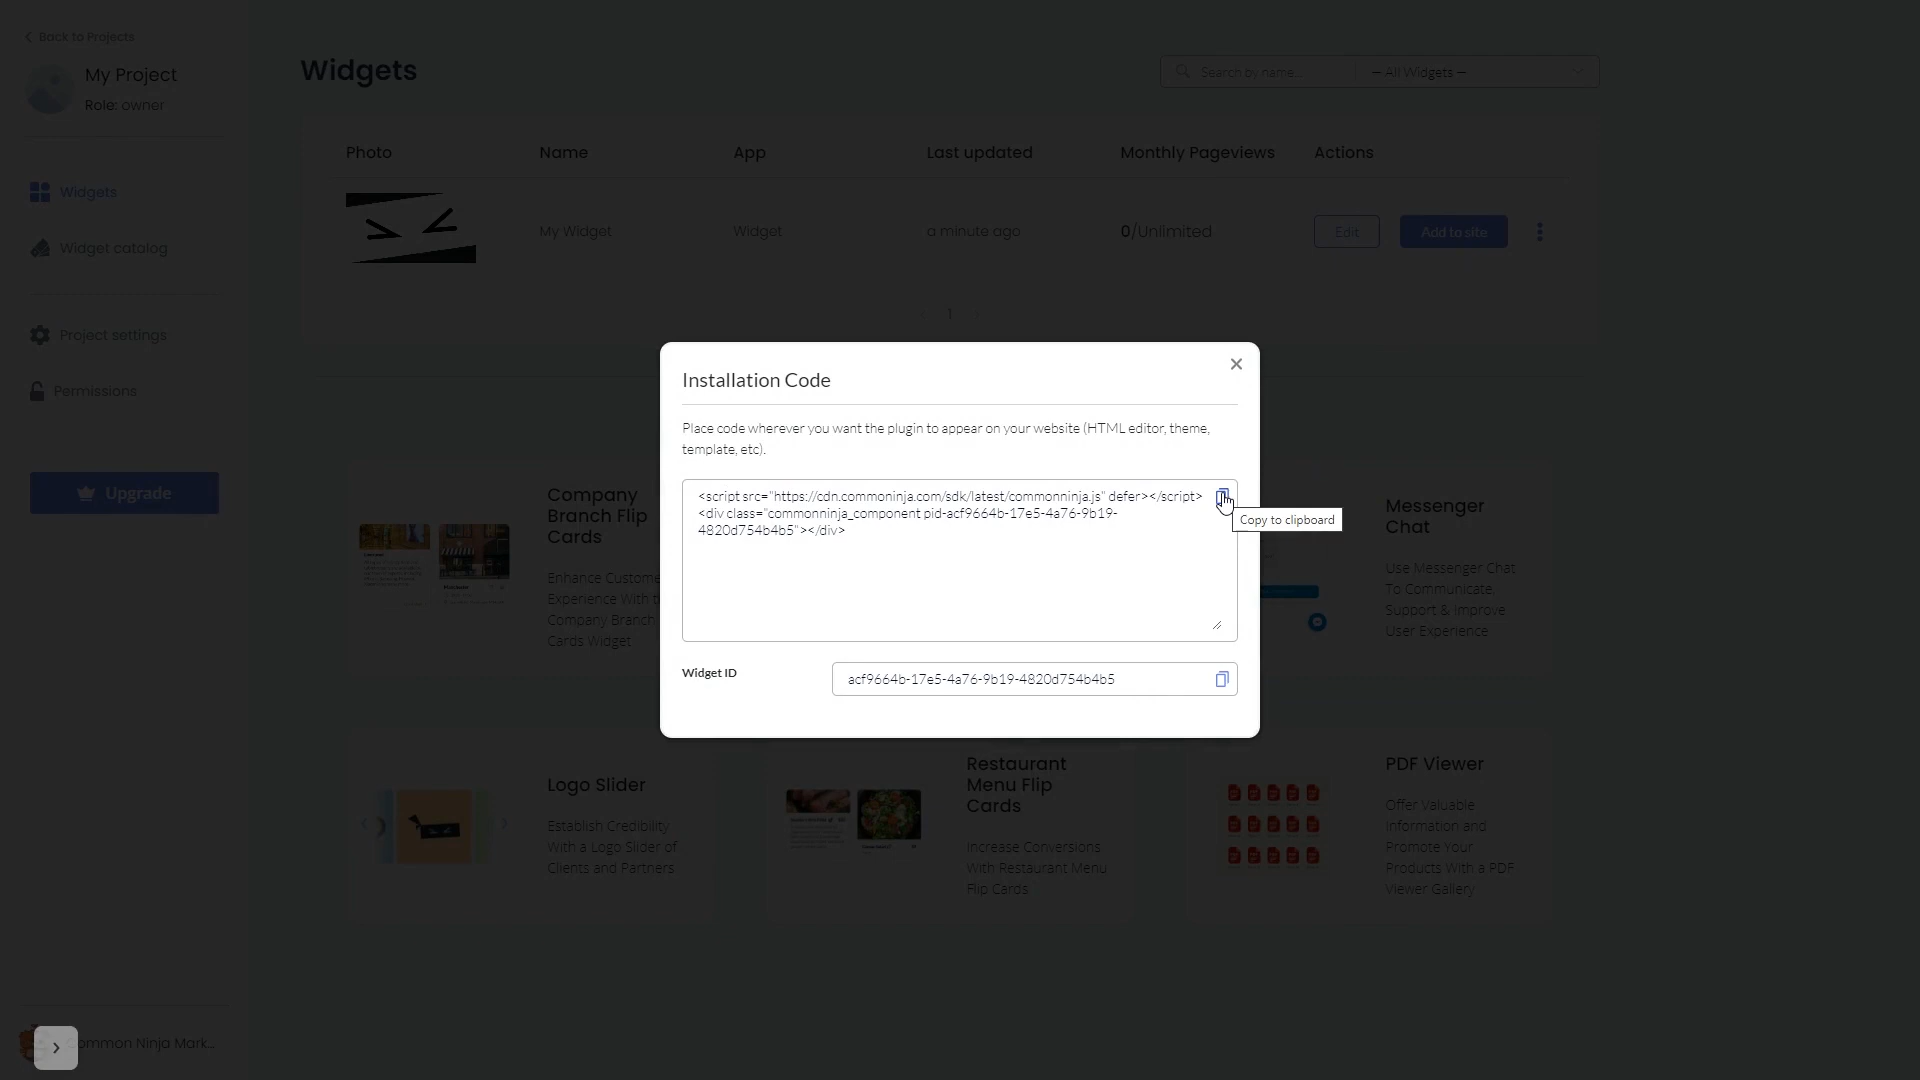 Back to Projects
My Project
Role: owner
Widgets
Widget catalog
Project settings
Permissions
Upgrade
Widgets
Search by name...
— All Widgets —
Photo
Name
App
Last updated
Monthly Pageviews
Actions
My Widget
Widget
a minute ago
0/Unlimited
Edit
Add to site
1
Installation Code
Place code wherever you want the plugin to appear on your website (HTML editor, theme,
template, etc).
<script src="https://cdn.commoninja.com/sdk/latest/commonninja.js" defer></script>
<div class="commonninja_component pid-acf9664b-17e5-4a76-9b19-
4820d754b4b5"></div>
Copy to clipboard
Widget ID
acf9664b-17e5-4a76-9b19-4820d754b4b5
Company
Branch Flip
Cards
Enhance Custome
Experience With t
Company Branch
Cards Widget
Messenger
Chat
Use Messenger Chat
To Communicate,
Support & Improve
User Experience
Logo Slider
Establish Credibility
With a Logo Slider of
Clients and Partners
Restaurant
Menu Flip
Cards
Increase Conversions
With Restaurant Menu
Flip Cards
PDF Viewer
Offer Valuable
Information and
Promote Your
Products With a PDF
Viewer Gallery
ommon Ninja Mark...